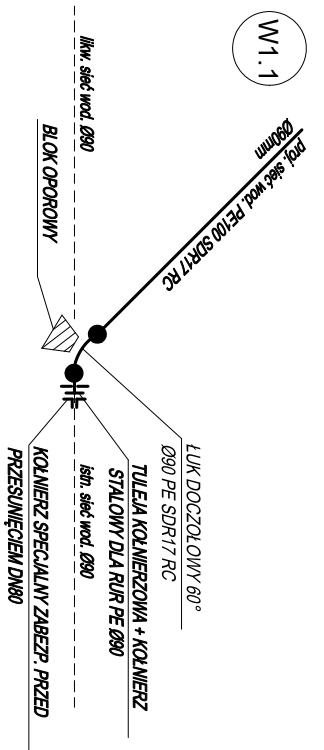 W1.1
proj. sieć wod. PE100 SDR17 RC
Ø90mm
likw. sieć wod. Ø90
BLOK OPOROWY
ŁUK DOCZOŁOWY 60°
Ø90 PE SDR17 RC
TULEJA KOŁNIERZOWA + KOŁNIERZ
STALOWY DLA RUR PE Ø90
istn. sieć wod. Ø90
KOŁNIERZ SPECJALNY ZABEZP. PRZED
PRZESUNIĘCIEM DN80